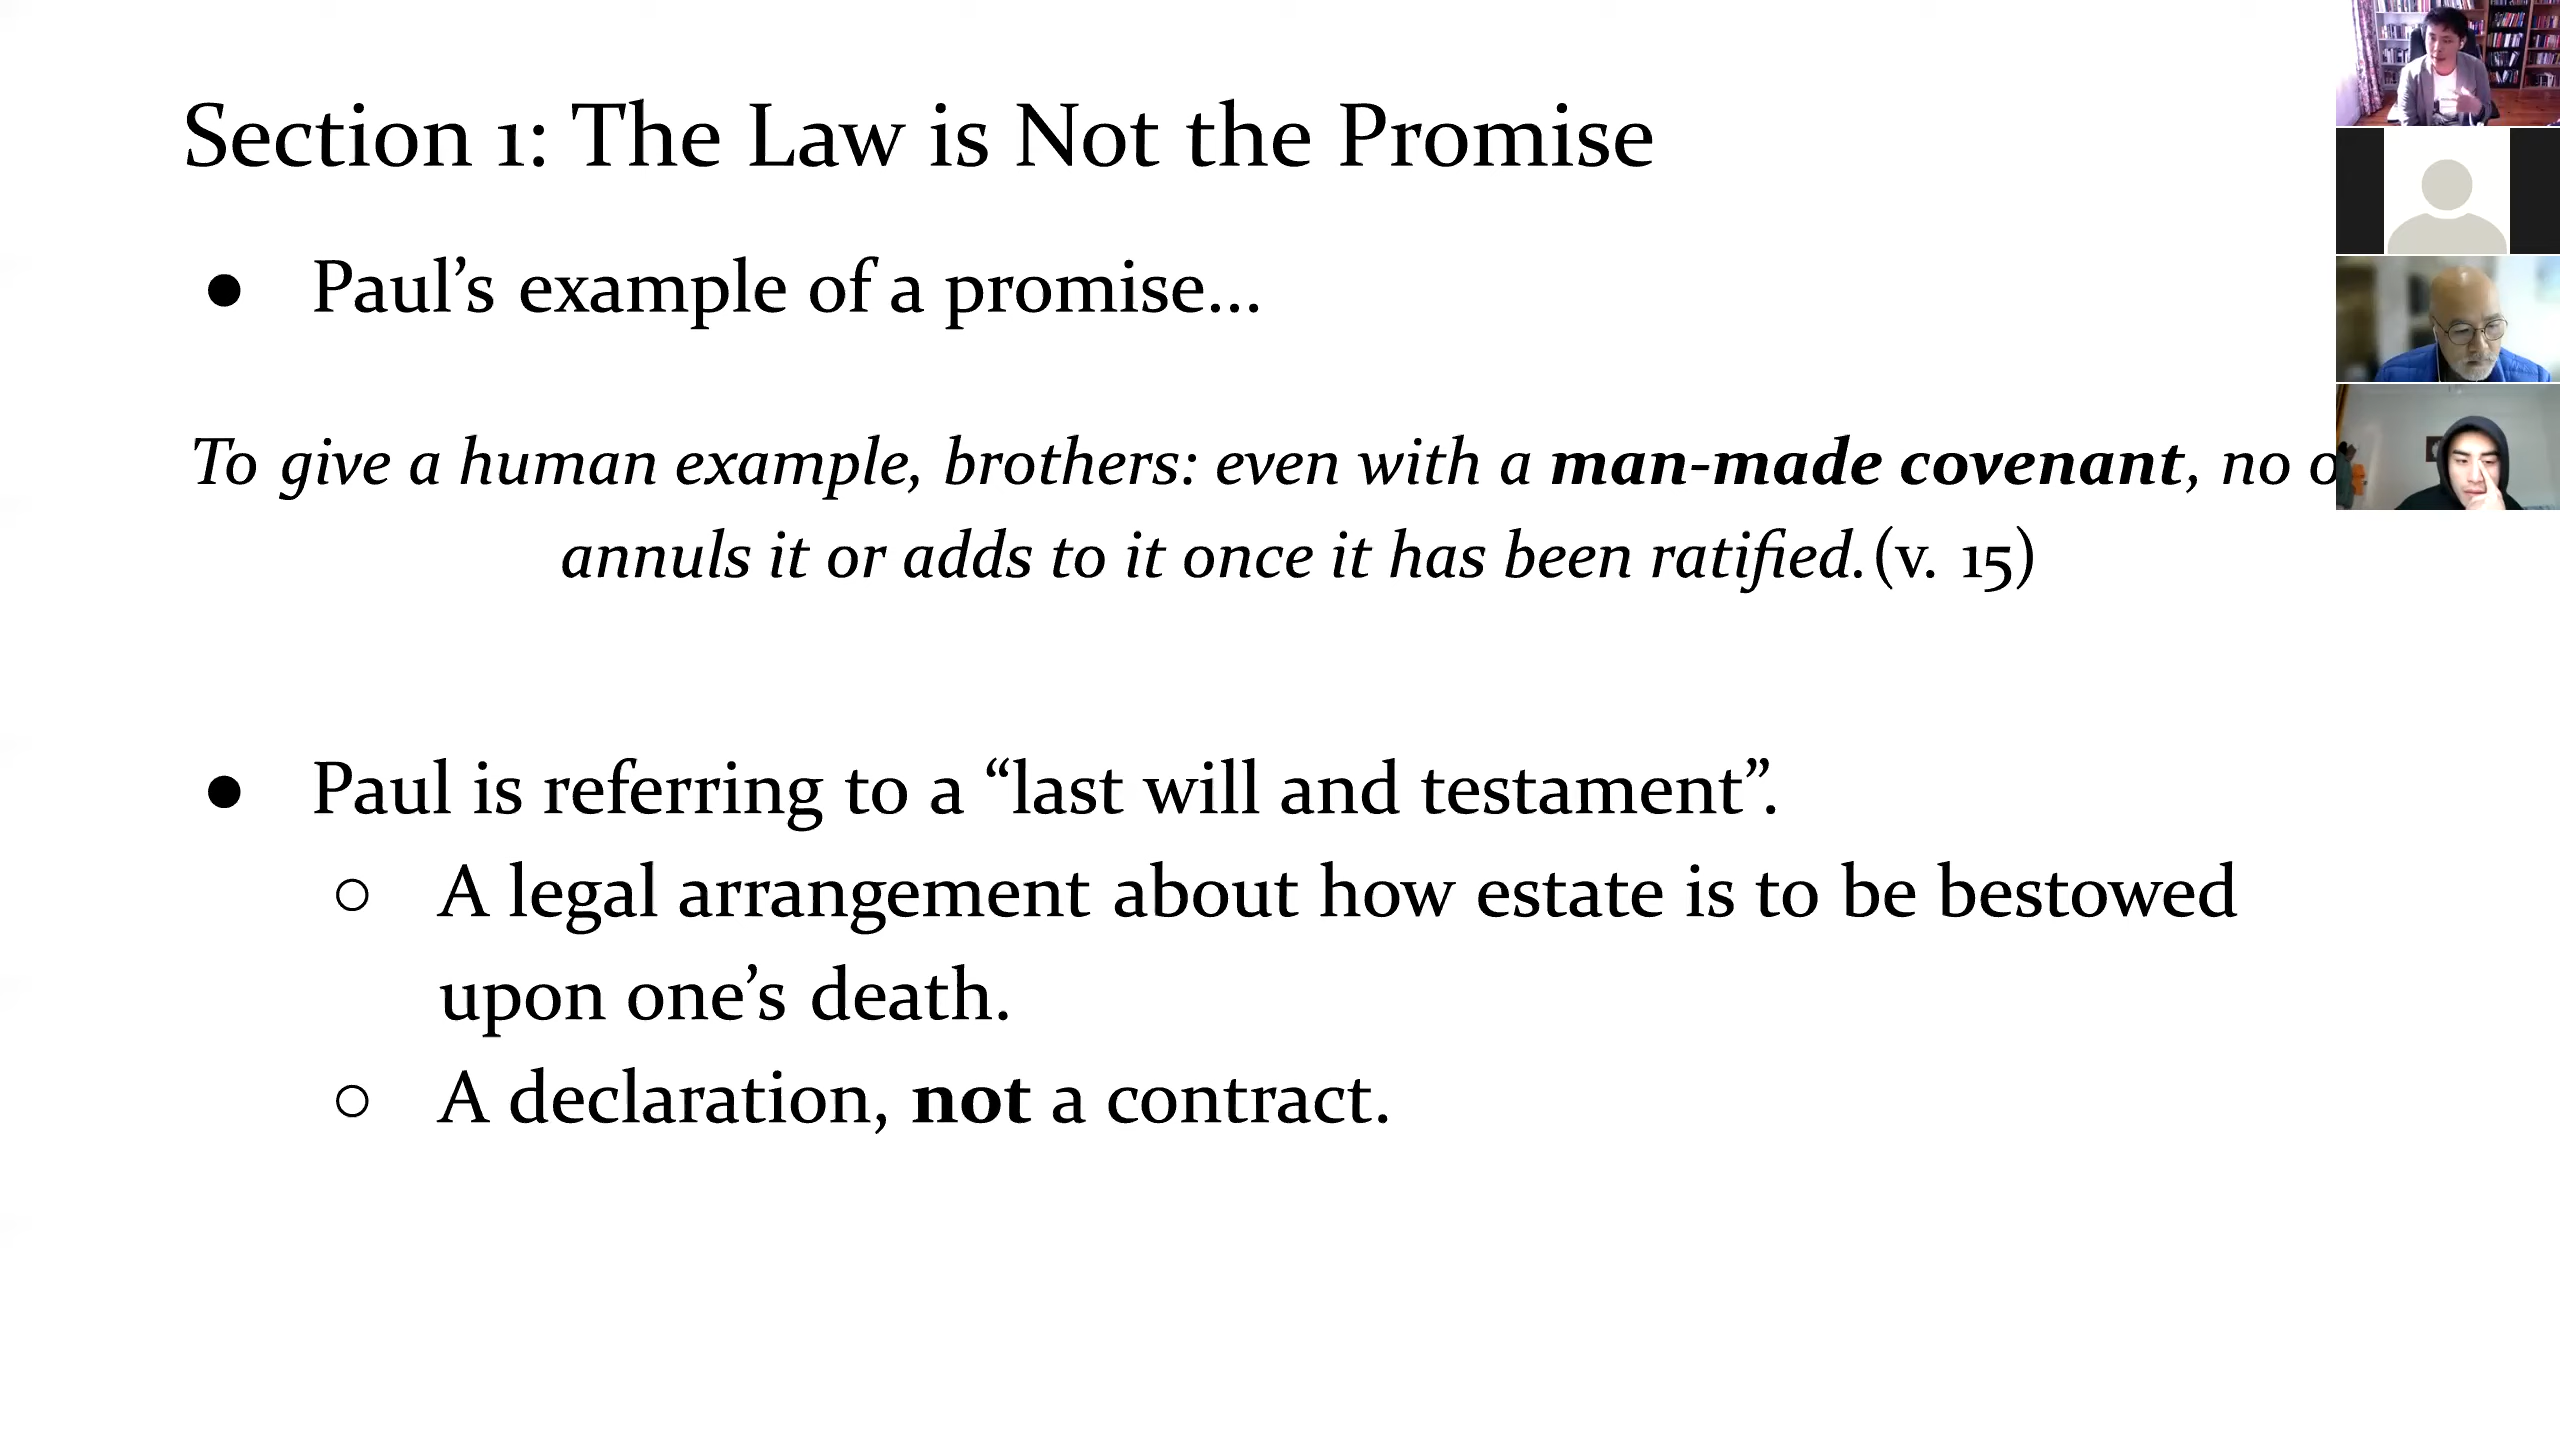 Section 1: The Law is Not the Promise
● Paul’s example of a promise...
To give a human example, brothers: even with a man-made covenant, no
annuls it or adds to it once it has been ratified. (v. 15)
● Paul is referring to a “last will and testament”.
○ A legal arrangement about how estate is to be bestowed
upon one’s death.
○ A declaration, not a contract.